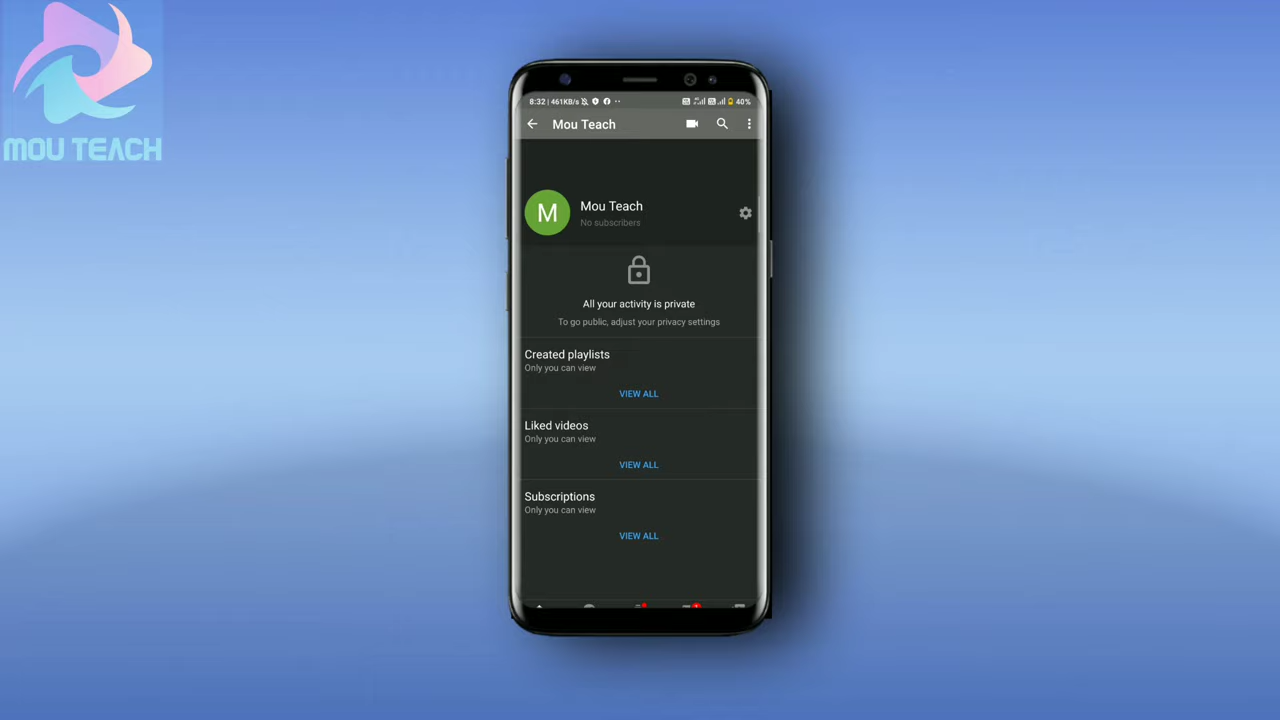 MOU TEACH
8:32 | 461KB/s
40%
Mou Teach
M
Mou Teach
No subscribers
All your activity is private
To go public, adjust your privacy settings
Created playlists
Only you can view
VIEW ALL
Liked videos
Only you can view
VIEW ALL
Subscriptions
Only you can view
VIEW ALL